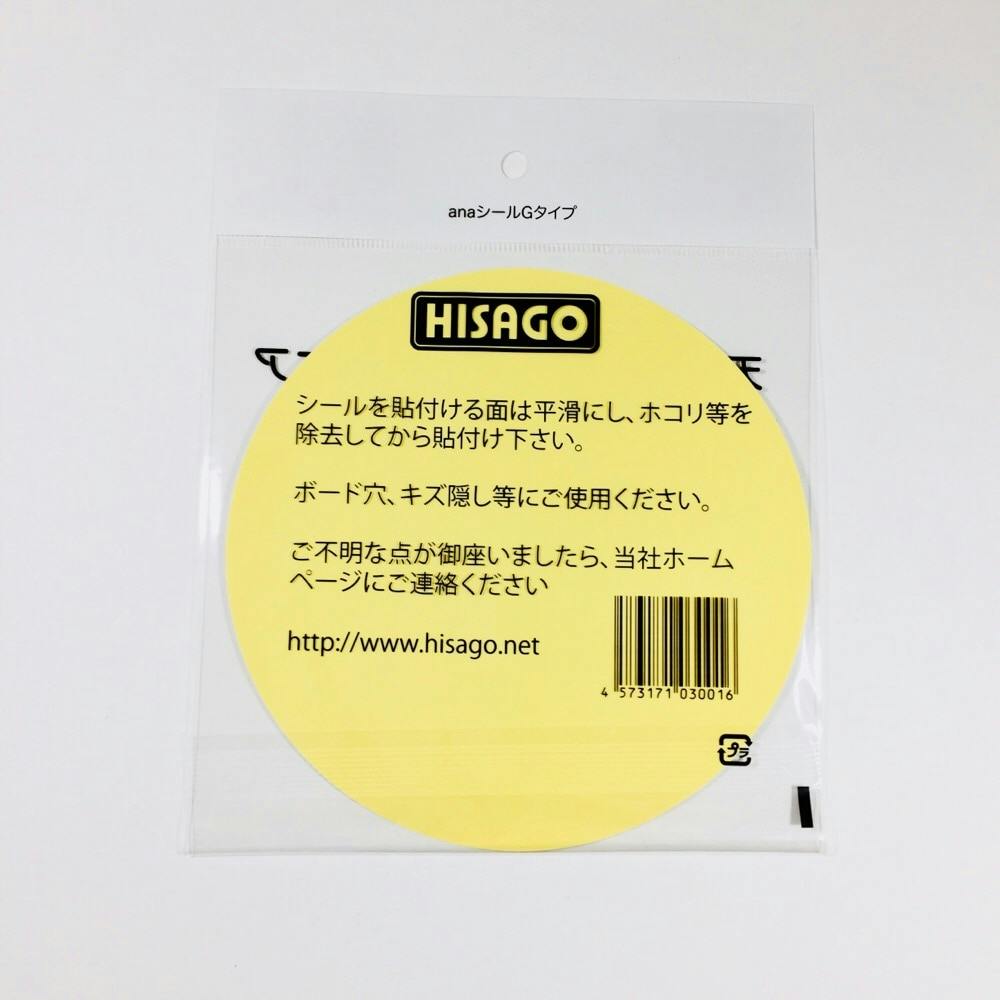 anaシールGタイプ
HISAGO
シールを貼付ける面は平滑にし、ホコリ等を
除去してから貼付け下さい。
ボード穴、キズ隠し等にご使用ください。
ご不明な点が御座いましたら、当社ホーム
ページにご連絡ください
http://www.hisago.net
4 573171 030016
プラ